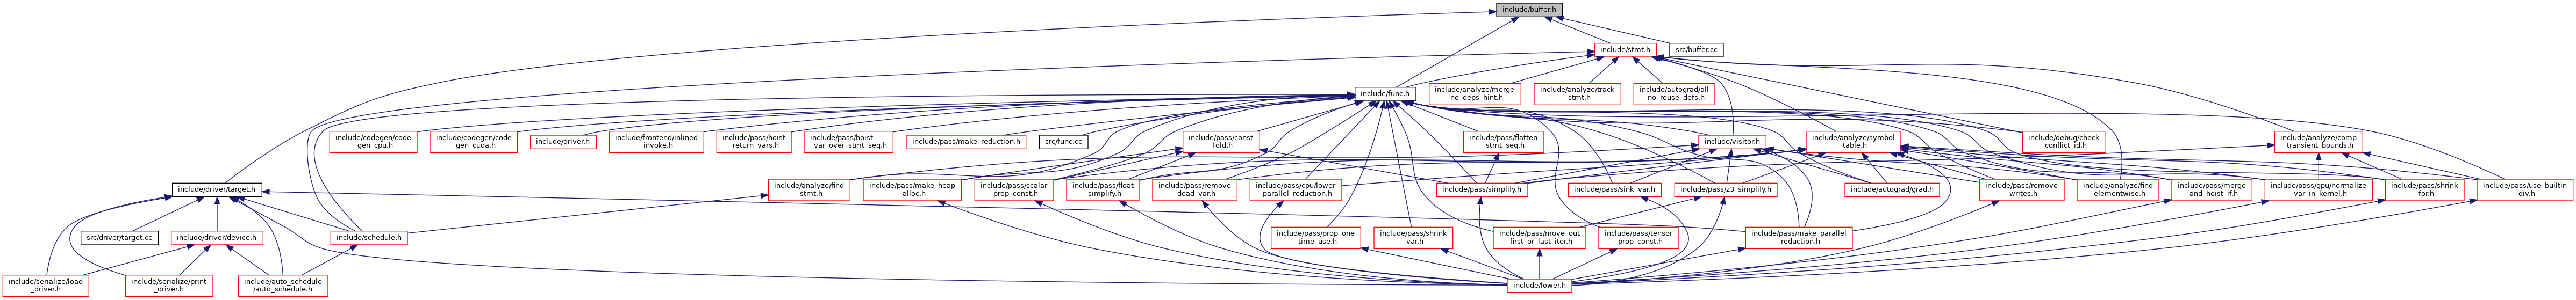 include/buffer.h
include/stmt.h
src/buffer.cc
include/func.h
include/analyze/merge
_no_deps_hint.h
include/analyze/track
_stmt.h
include/autograd/all
_no_reuse_defs.h
include/codegen/code
_gen_cpu.h
include/codegen/code
_gen_cuda.h
include/driver.h
include/frontend/inlined
_invoke.h
include/pass/hoist
_return_vars.h
include/pass/hoist
_var_over_stmt_seq.h
include/pass/make_reduction.h
src/func.cc
include/pass/const
_fold.h
include/pass/flatten
_stmt_seq.h
include/visitor.h
include/analyze/symbol
_table.h
include/debug/check
_conflict_id.h
include/analyze/comp
_transient_bounds.h
include/driver/target.h
include/analyze/find
_stmt.h
include/pass/make_heap
_alloc.h
include/pass/scalar
_prop_const.h
include/pass/float
_simplify.h
include/pass/remove
_dead_var.h
include/pass/cpu/lower
_parallel_reduction.h
include/pass/simplify.h
include/pass/sink_var.h
include/pass/z3_simplify.h
include/autograd/grad.h
include/pass/remove
_writes.h
include/analyze/find
_elementwise.h
include/pass/merge
_and_hoist_if.h
include/pass/gpu/normalize
_var_in_kernel.h
include/pass/shrink
_for.h
include/pass/use_builtin
_div.h
src/driver/target.cc
include/driver/device.h
include/schedule.h
include/pass/prop_one
_time_use.h
include/pass/shrink
_var.h
include/pass/move_out
_first_or_last_iter.h
include/pass/tensor
_prop_const.h
include/pass/make_parallel
_reduction.h
include/serialize/load
_driver.h
include/serialize/print
_driver.h
include/auto_schedule
/auto_schedule.h
include/lower.h